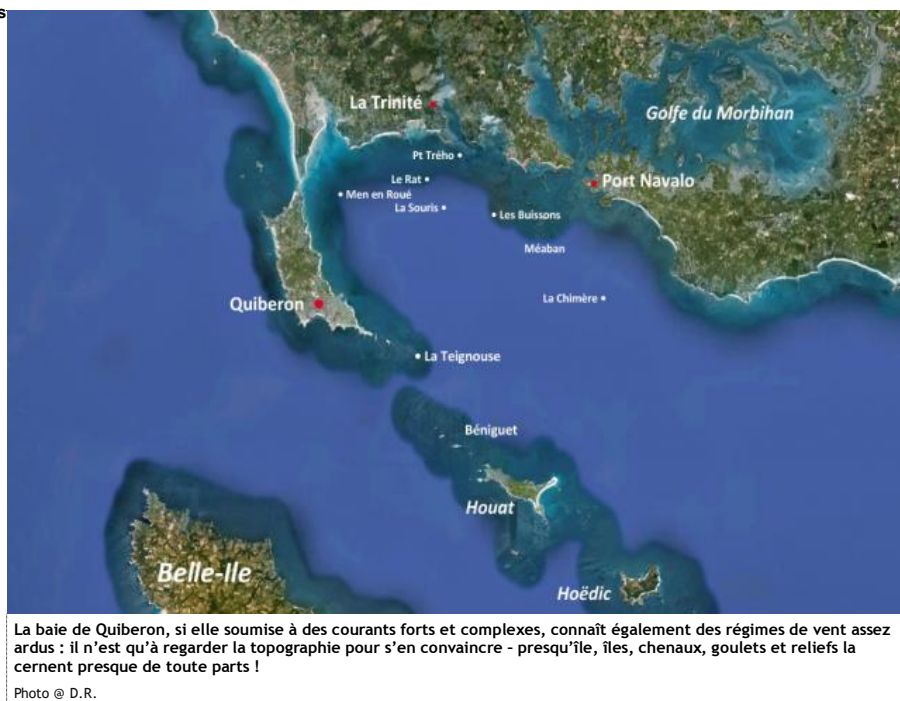 s
La Trinité
Golfe du Morbihan
Pt Trého
Le Rat
Port Navalo
Men en Roué
La Souris
Les Buissons
Méaban
La Chimère
Quiberon
La Teignouse
Béniguet
Houat
Belle-Ile
Hoëdic
La baie de Quiberon, si elle soumise à des courants forts et complexes, connaît également des régimes de vent assez
ardus : il n’est qu’à regarder la topographie pour s’en convaincre - presqu’île, îles, chenaux, goulets et reliefs la
cernent presque de toute parts !
Photo @ D.R.